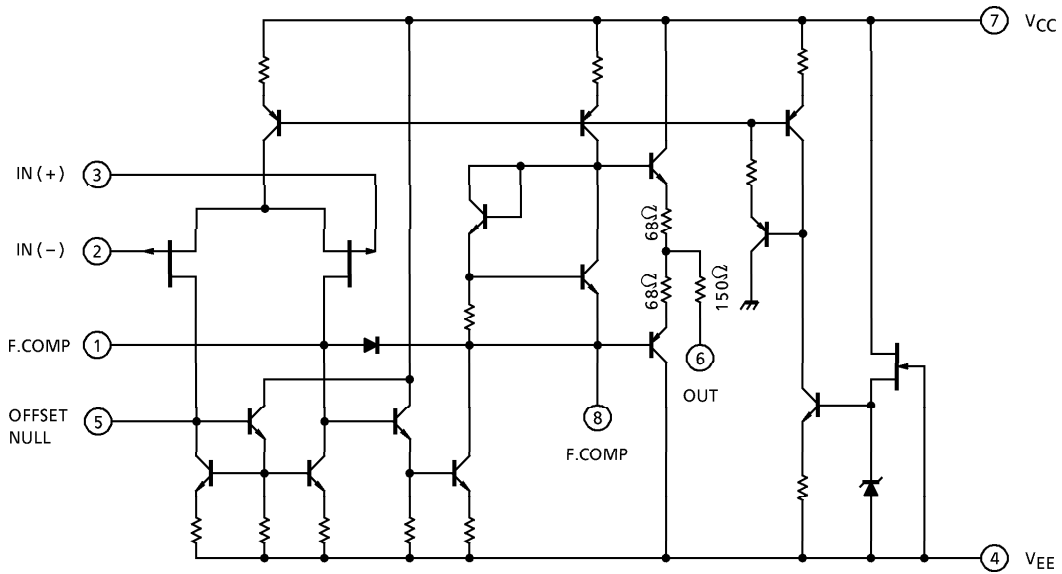 7 VCC
IN (+) 3
IN (-) 2
68Ω
68Ω
150Ω
F.COMP 1
6
OUT
OFFSET
NULL
5
8
F.COMP
4 VEE